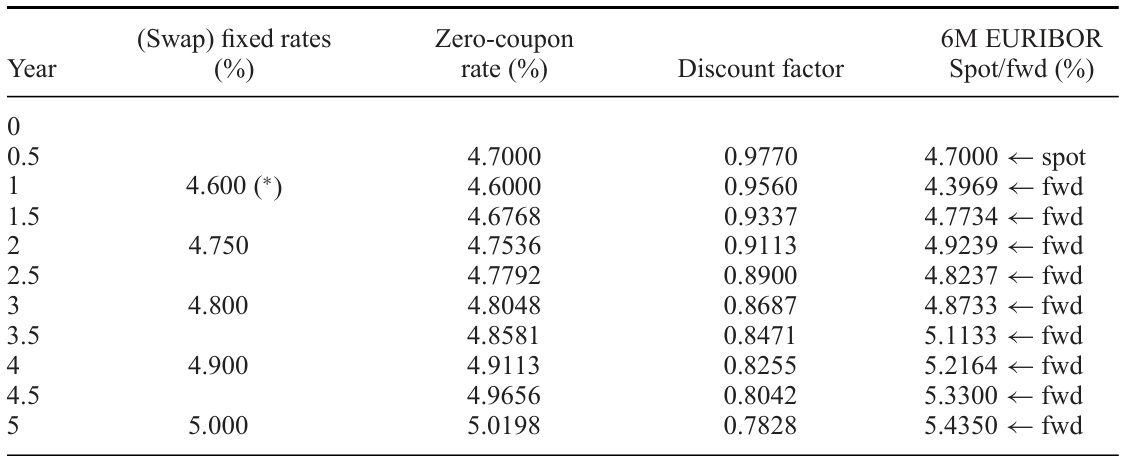 (Swap) fixed rates Zero-coupon 6M EURIBOR
Year (%) rate (%) Discount factor Spot/fwd (%)
0
0.5 4.7000 0.9770 4.7000 ← spot
1 4.600 (*) 4.6000 0.9560 4.3969 ← fwd
1.5 4.6768 0.9337 4.7734 ← fwd
2 4.750 4.7536 0.9113 4.9239 ← fwd
2.5 4.7792 0.8900 4.8237 ← fwd
3 4.800 4.8048 0.8687 4.8733 ← fwd
3.5 4.8581 0.8471 5.1133 ← fwd
4 4.900 4.9113 0.8255 5.2164 ← fwd
4.5 4.9656 0.8042 5.3300 ← fwd
5 5.000 5.0198 0.7828 5.4350 ← fwd